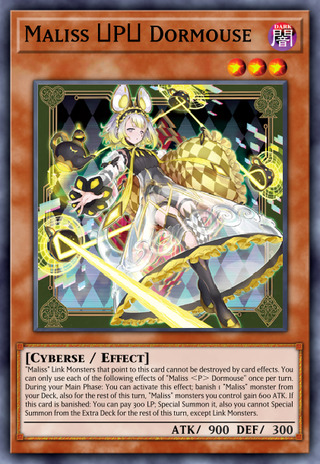 Maliss ⊔P⊔ Dormouse
DARK
闇
[Cyberse / Effect]
"Maliss" Link Monsters that point to this card cannot be destroyed by card effects. You
can only use each of the following effects of "Maliss <P> Dormouse" once per turn.
During your Main Phase: You can activate this effect; banish 1 "Maliss" monster from
your Deck, also for the rest of this turn, "Maliss" monsters you control gain 600 ATK. If
this card is banished: You can pay 300 LP; Special Summon it, also you cannot Special
Summon from the Extra Deck for the rest of this turn, except Link Monsters.
ATK/ 900 DEF/ 300